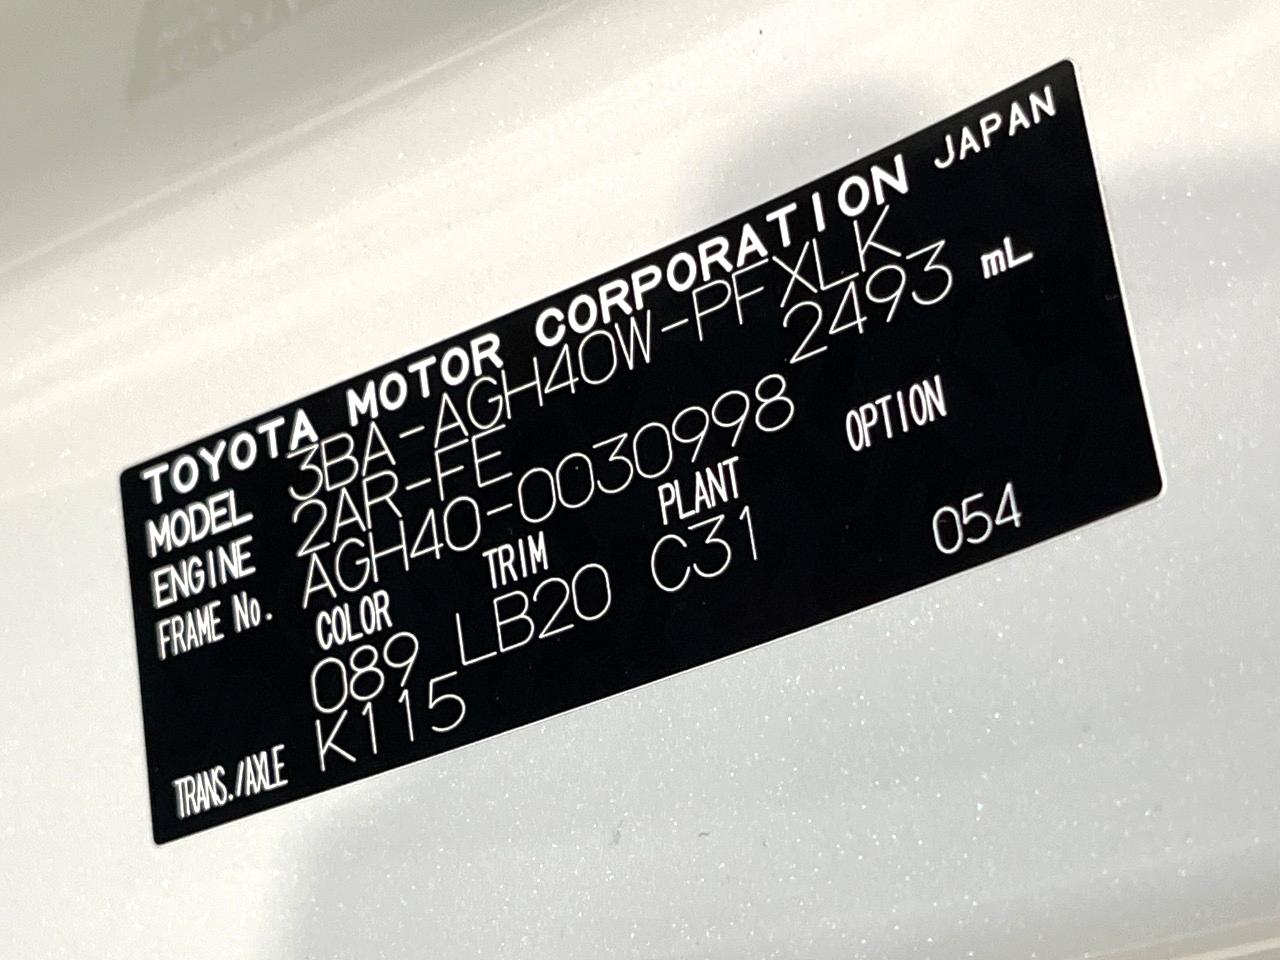 TOYOTA MOTOR CORPORATION JAPAN
MODEL 3BA-AGH40W-PFXLK
ENGINE 2AR-FE 2493 mL
FRAME No. AGH40-0030998
COLOR TRIM PLANT OPTION
089 LB20 C31 054
TRANS./AXLE K115